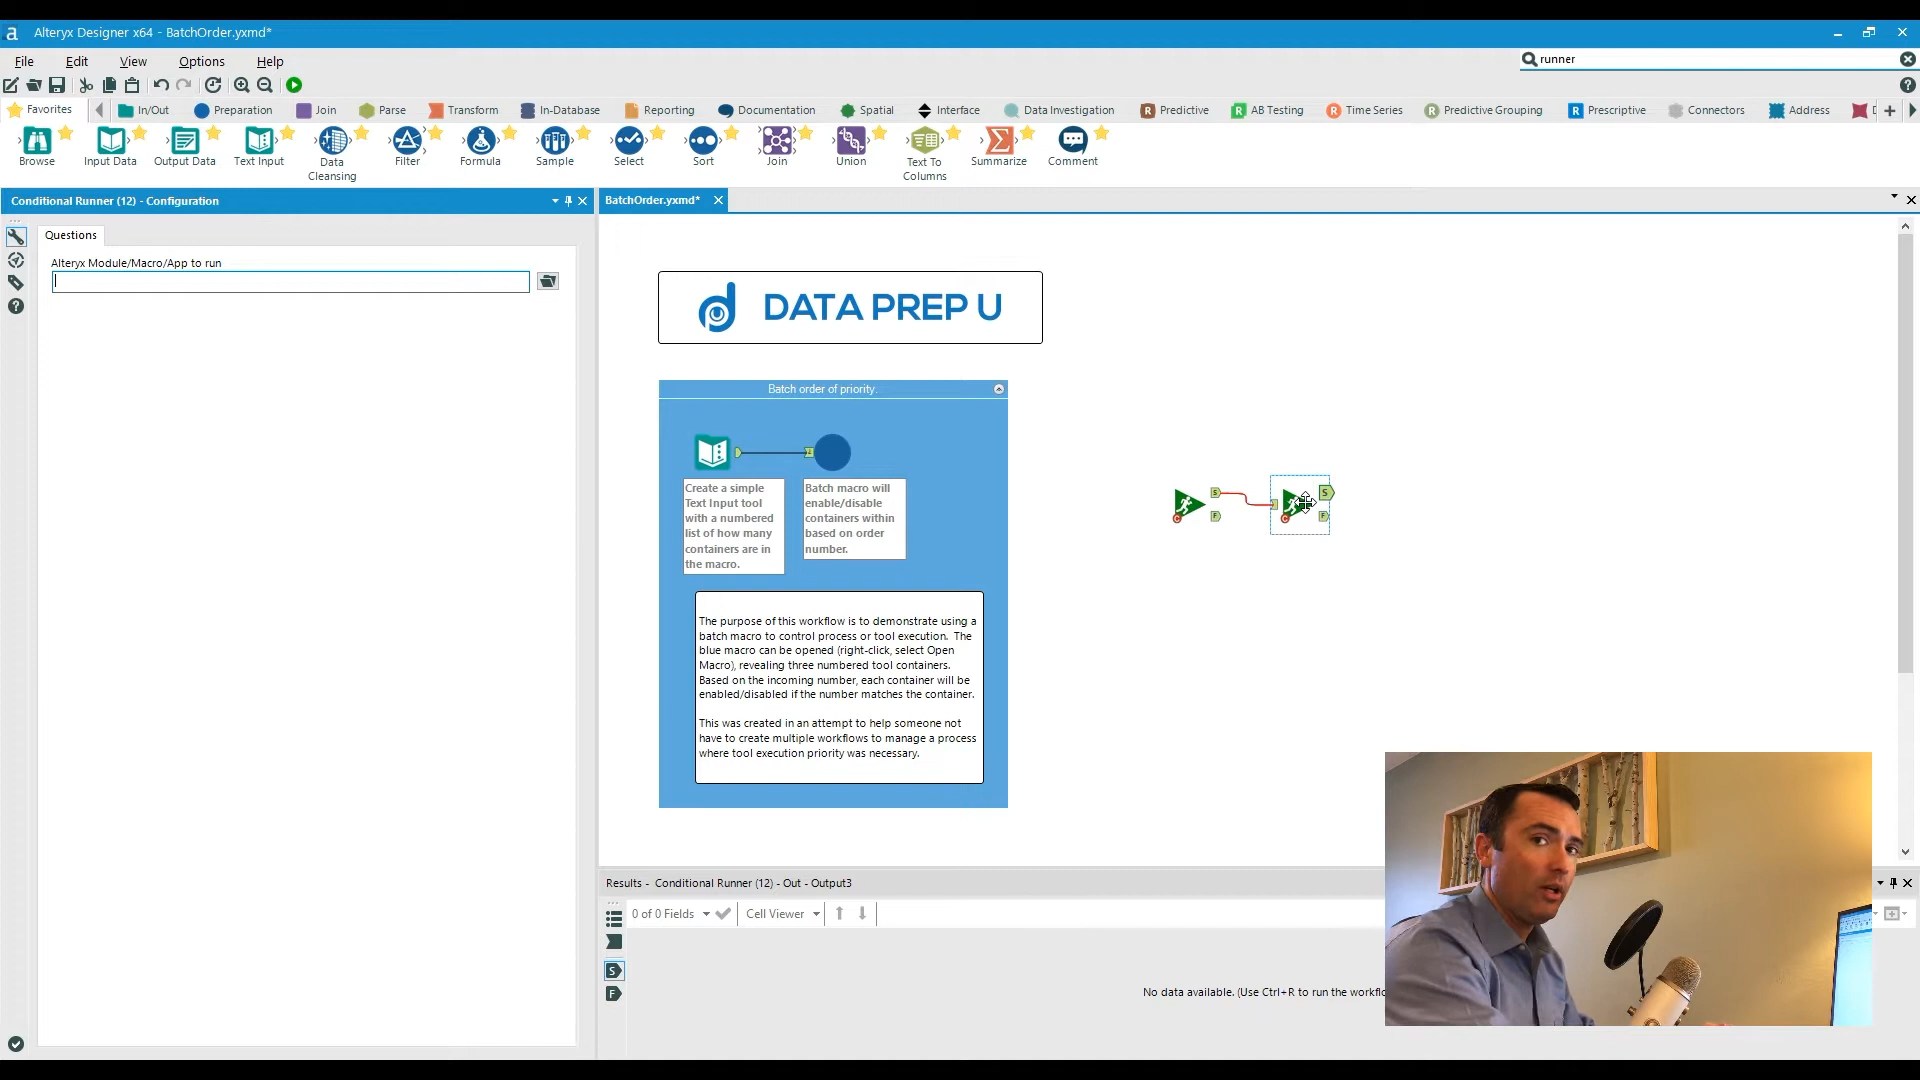 a Alteryx Designer x64 - BatchOrder.yxmd*
File Edit View Options Help
runner
Favorites In/Out Preparation Join Parse Transform In-Database Reporting Documentation Spatial Interface Data Investigation Predictive AB Testing Time Series Predictive Grouping Prescriptive Connectors Address
Browse Input Data Output Data Text Input Data Cleansing Filter Formula Sample Select Sort Join Union Text To Columns Summarize Comment
Conditional Runner (12) - Configuration
BatchOrder.yxmd*
Questions
Alteryx Module/Macro/App to run
DATA PREP U
Batch order of priority.
Create a simple
Text Input tool
with a numbered
list of how many
containers are in
the macro.
Batch macro will
enable/disable
containers within
based on order
number.
S
F
C
S
F
C
The purpose of this workflow is to demonstrate using a
batch macro to control process or tool execution. The
blue macro can be opened (right-click, select Open
Macro), revealing three numbered tool containers.
Based on the incoming number, each container will be
enabled/disabled if the number matches the container.
This was created in an attempt to help someone not
have to create multiple workflows to manage a process
where tool execution priority was necessary.
Results - Conditional Runner (12) - Out - Output3
0 of 0 Fields Cell Viewer
S
F
No data available. (Use Ctrl+R to run the